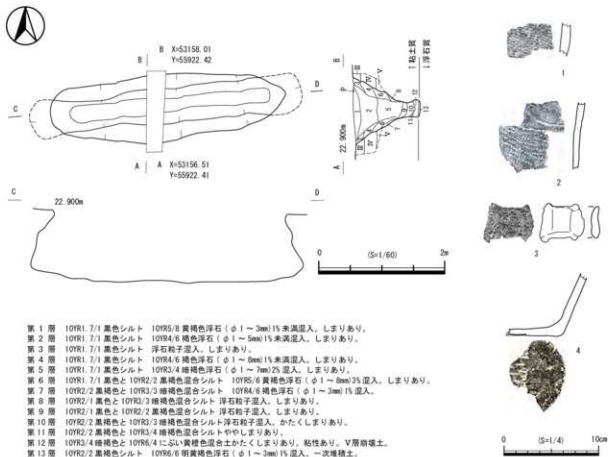 B X=53158.01
Y=55922.42
B
C
D
A A X=53156.51
Y=55922.41
B
P
22.900m
A
↑粘土質
↓浮石質
C
22.900m
D
0 (S=1/60) 2m
1
2
3
4
0 (S=1/4) 10cm
第 1 層 10YR1.7/1 黒色シルト 10YR5/8 黄褐色浮石(φ1~3mm)1%未満混入。しまりあり。
第 2 層 10YR1.7/1 黒色シルト 10YR4/6 褐色浮石(φ1~5mm)1%未満混入。しまりあり。
第 3 層 10YR1.7/1 黒色シルト 浮石粒子混入。しまりあり。
第 4 層 10YR1.7/1 黒色シルト 10YR4/6 褐色浮石(φ1~8mm)1%未満混入。しまりあり。
第 5 層 10YR1.7/1 黒色シルト 10YR3/4 暗褐色浮石(φ1~7mm)2%混入。しまりあり。
第 6 層 10YR1.7/1 黒色と10YR2/2 黒褐色混合シルト 10YR5/6 黄褐色浮石(φ1~8mm)3%混入。しまりあり。
第 7 層 10YR2/2 黒褐色と10YR3/3 暗褐色混合シルト 10YR4/6 褐色浮石(φ1~3mm)1%混入。
第 8 層 10YR2/1 黒色と10YR3/3 暗褐色混合シルト 浮石粒子混入。しまりあり。
第 9 層 10YR2/1 黒色と10YR2/2 黒褐色混合シルト 浮石粒子混入。しまりあり。
第 10 層 10YR2/2 黒褐色と10YR3/3 暗褐色混合シルト浮石粒子混入。かたくしまりあり。
第 11 層 10YR2/2 黒褐色と10YR3/4 暗褐色混合シルトややしまりあり。
第 12 層 10YR3/4 暗褐色と10YR6/4 にぶい黄橙色混合土かたくしまりあり。粘性あり。Ⅴ層崩壊土。
第 13 層 10YR2/2 黒褐色シルト 10YR6/6 明黄褐色浮石(φ1~3mm)1%混入。一次堆積土。